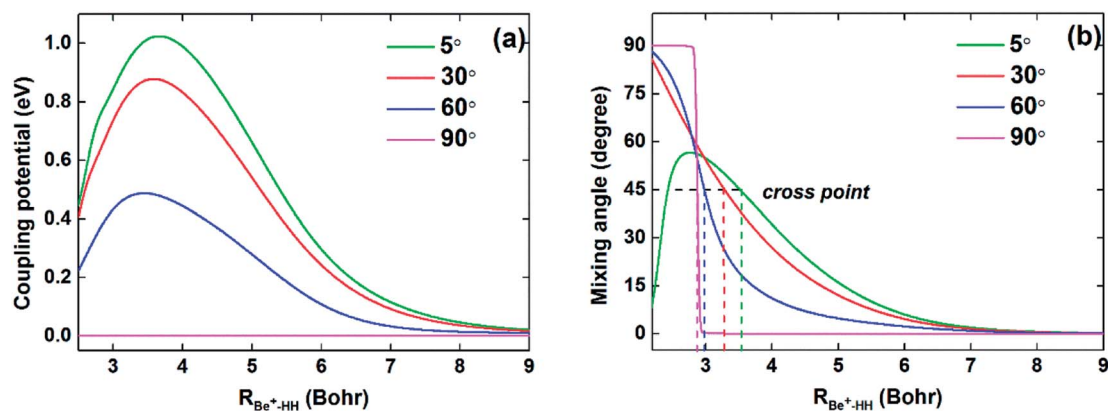 (a)
5°
30°
60°
90°
Coupling potential (eV)
1.0
0.8
0.6
0.4
0.2
0.0
3 4 5 6 7 8 9
R_Be⁺-HH (Bohr)
(b)
5°
30°
60°
90°
cross point
Mixing angle (degree)
90
75
60
45
30
15
0
3 4 5 6 7 8 9
R_Be⁺-HH (Bohr)